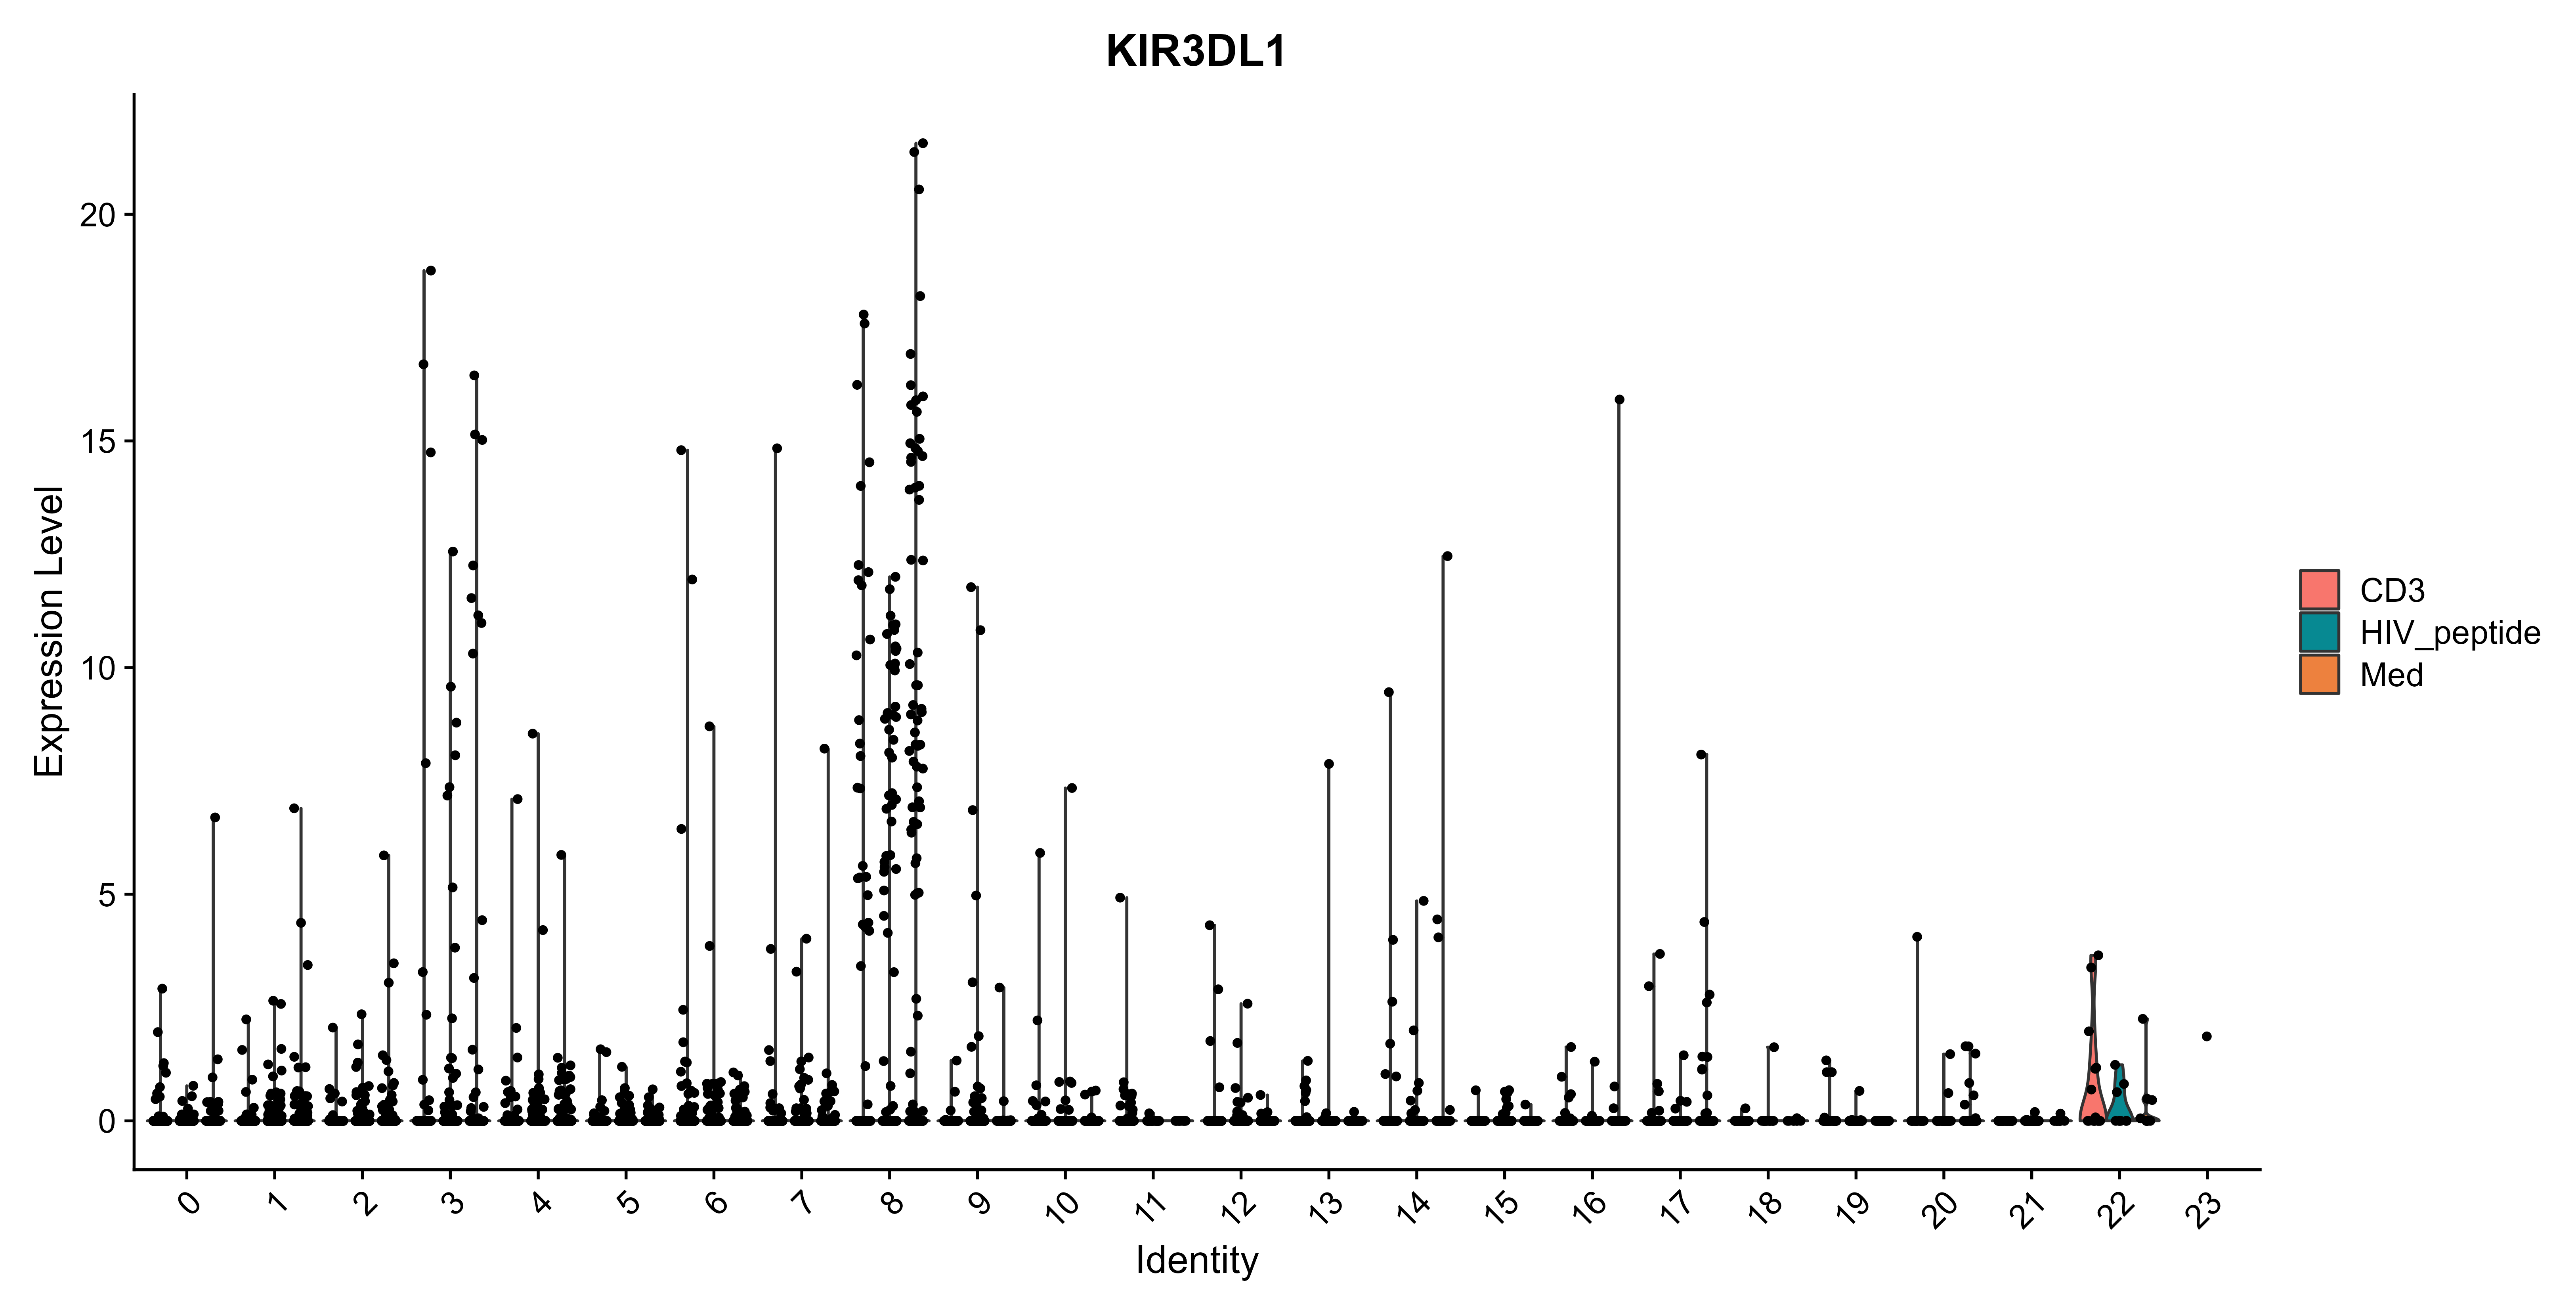 KIR3DL1
Expression Level
20
15
10
5
0
0 1 2 3 4 5 6 7 8 9 10 11 12 13 14 15 16 17 18 19 20 21 22 23
Identity
CD3
HIV_peptide
Med